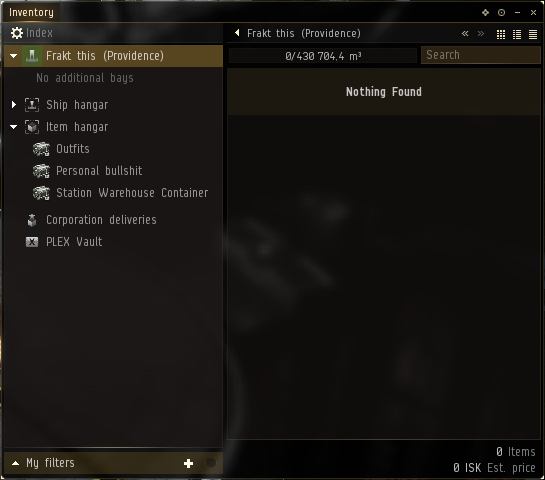 Inventory
Index
Frakt this (Providence)
No additional bays
Ship hangar
Item hangar
Outfits
Personal bullshit
Station Warehouse Container
Corporation deliveries
PLEX Vault
My filters
Frakt this (Providence)
0/430 704,4 m³
Search
Nothing Found
0 Items
0 ISK Est. price